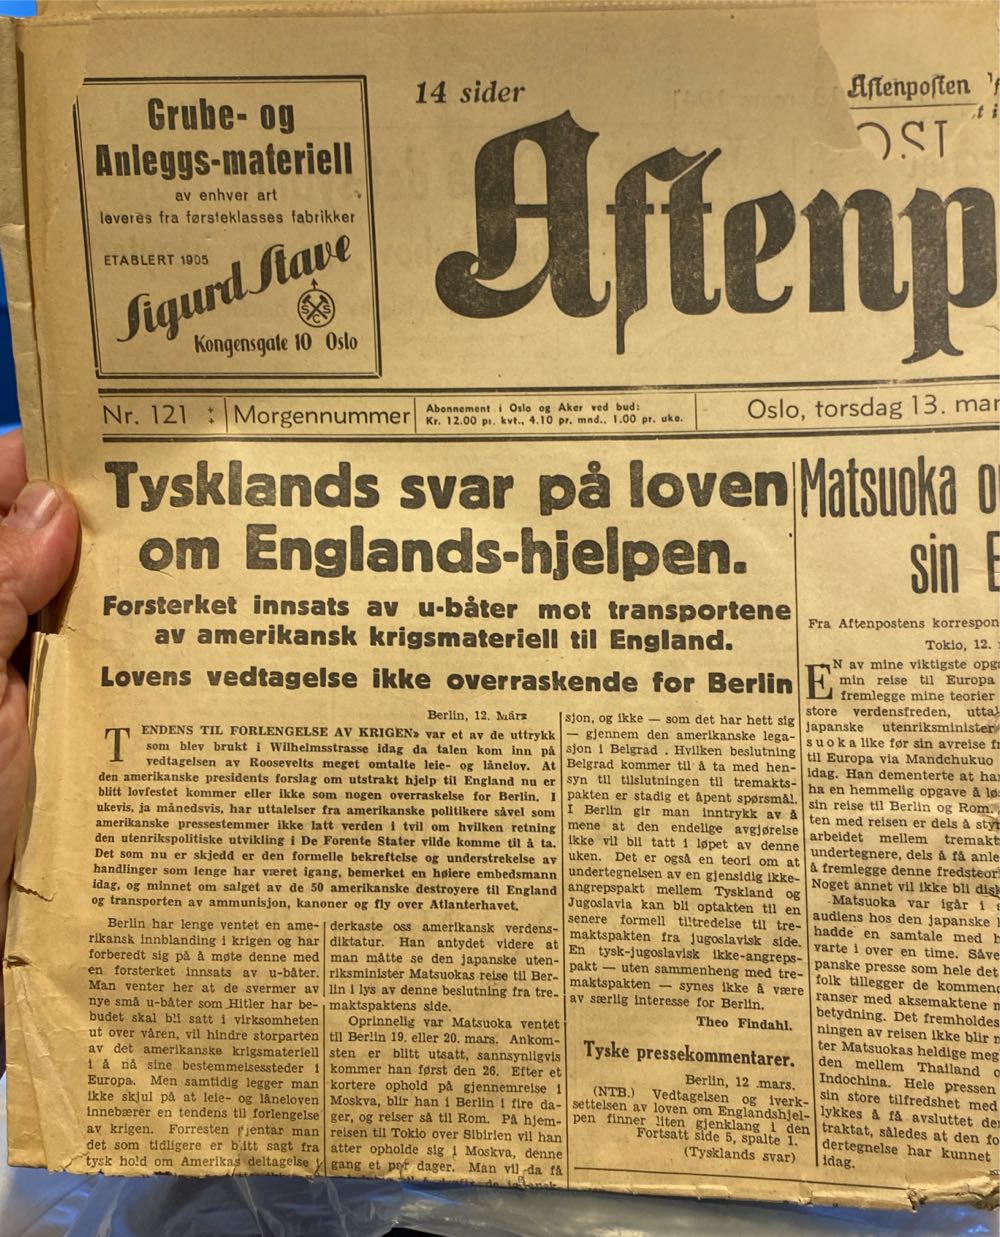 Grube- og
Anleggs-materiell
av enhver art
leveres fra førsteklasses fabrikker
ETABLERT 1905
Sigurd Stave
SSC
Kongensgate 10 Oslo
14 sider
Aftenposten
Aftenp
Nr. 121
Morgennummer
Abonnement i Oslo og Aker ved bud:
Kr. 12.00 pr. kvt., 4.10 pr. mnd., 1.00 pr. uke.
Oslo, torsdag 13. mar
Tysklands svar på loven
om Englands-hjelpen.
Forsterket innsats av u-båter mot transportene
av amerikansk krigsmateriell til England.
Lovens vedtagelse ikke overraskende for Berlin
Berlin, 12. März
TENDENS TIL FORLENGELSE AV KRIGEN» var et av de uttrykk
som blev brukt i Wilhelmsstrasse idag da talen kom inn på
vedtagelsen av Roosevelts meget omtalte leie- og lånelov. At
den amerikanske presidents forslag om utstrakt hjelp til England nu er
blitt lovfestet kommer eller ikke som nogen overraskelse for Berlin. I
ukevis, ja månedsvis, har uttalelser fra amerikanske politikere såvel som
amerikanske pressestemmer ikke latt verden i tvil om hvilken retning
den utenrikspolitiske utvikling i De Forente Stater vilde komme til å ta.
Det som nu er skjedd er den formelle bekreftelse og understrekelse av
handlinger som lenge har været igang, bemerket en høiere embedsmann
idag, og minnet om salget av de 50 amerikanske destroyere til England
og transporten av ammunisjon, kanoner og fly over Atlanterhavet.
Berlin har lenge ventet en ame-
rikansk innblanding i krigen og har
forberedt sig på å møte denne med
en forsterket innsats av u-båter.
Man venter her at de svermer av
nye små u-båter som Hitler har be-
budet skal bli satt i virksomheten
ut over våren, vil hindre storparten
av det amerikanske krigsmateriell
i å nå sine bestemmelsessteder i
Europa. Men samtidig legger man
ikke skjul på at leie- og låneloven
innebærer en tendens til forlengelse
av krigen. Forresten gjentar man
det som tidligere er blitt sagt fra
tysk hold om Amerikas deltagelse
derkaste oss amerikansk verdens-
diktatur. Han antydet videre at
man måtte se den japanske uten-
riksminister Matsuokas reise til Ber-
lin i lys av denne beslutning fra tre-
maktspaktens side.
Oprinnelig var Matsuoka ventet
til Berlin 19. eller 20. mars. Ankom-
sten er blitt utsatt, sannsynligvis
kommer han først den 26. Efter et
kortere ophold på gjennemreise i
Moskva, blir han i Berlin i fire da-
ger, og reiser så til Rom. På hjem-
reisen til Tokio over Sibirien vil han
atter opholde sig i Moskva, denne
gang et par dager. Man vil da få
sjon, og ikke — som det har hett sig
— gjennem den amerikanske lega-
sjon i Belgrad . Hvilken beslutning
Belgrad kommer til å ta med hen-
syn til tilslutningen til tremakts-
pakten er stadig et åpent spørsmål.
I Berlin gir man inntrykk av å
mene at den endelige avgjørelse
ikke vil bli tatt i løpet av denne
uken. Det er også en teori om at
undertegnelsen av en gjensidig ikke-
angrepspakt mellem Tyskland og
Jugoslavia kan bli optakten til en
senere formell tiltredelse til tre-
maktspakten fra jugoslavisk side.
En tysk-jugoslavisk ikke-angreps-
pakt — uten sammenheng med tre-
maktspakten — synes ikke å være
av særlig interesse for Berlin.
Theo Findahl.
Tyske pressekommentarer.
Berlin, 12 .mars.
(NTB.) Vedtagelsen og iverk-
settelsen av loven om Englandshjel-
pen finner liten gjenklang i den
Fortsatt side 5, spalte 1.
(Tysklands svar)
Matsuoka o
sin E
Fra Aftenpostens korrespon
Tokio, 12.
EN av mine viktigste opg
min reise til Europa
fremlegge mine teorier
store verdensfreden, utta
japanske utenriksminister
suoka like før sin avreise f
til Europa via Mandchukuo
idag. Han dementerte at ha
ha en hemmelig opgave å lø
sin reise til Berlin og Rom.
ten med reisen er dels å sty
arbeidet mellem tremakt
undertegnere, dels å få anle
å fremlegge denne fredsteori
Noget annet vil ikke bli disk
Matsuoka var igår i s
audiens hos den japanske
hadde en samtale med h
varte i over en time. Såve
panske presse som hele det
folk tillegger de kommend
ranser med aksemaktene m
betydning. Det fremholdes
ningen av reisen ikke blir n
ter Matsuokas heldige meg
den mellem Thailand o
Indochina. Hele pressen
sin store tilfredshet med
lykkes å få avsluttet de
traktat, således at den fo
dertegnelse har kunnet
idag.